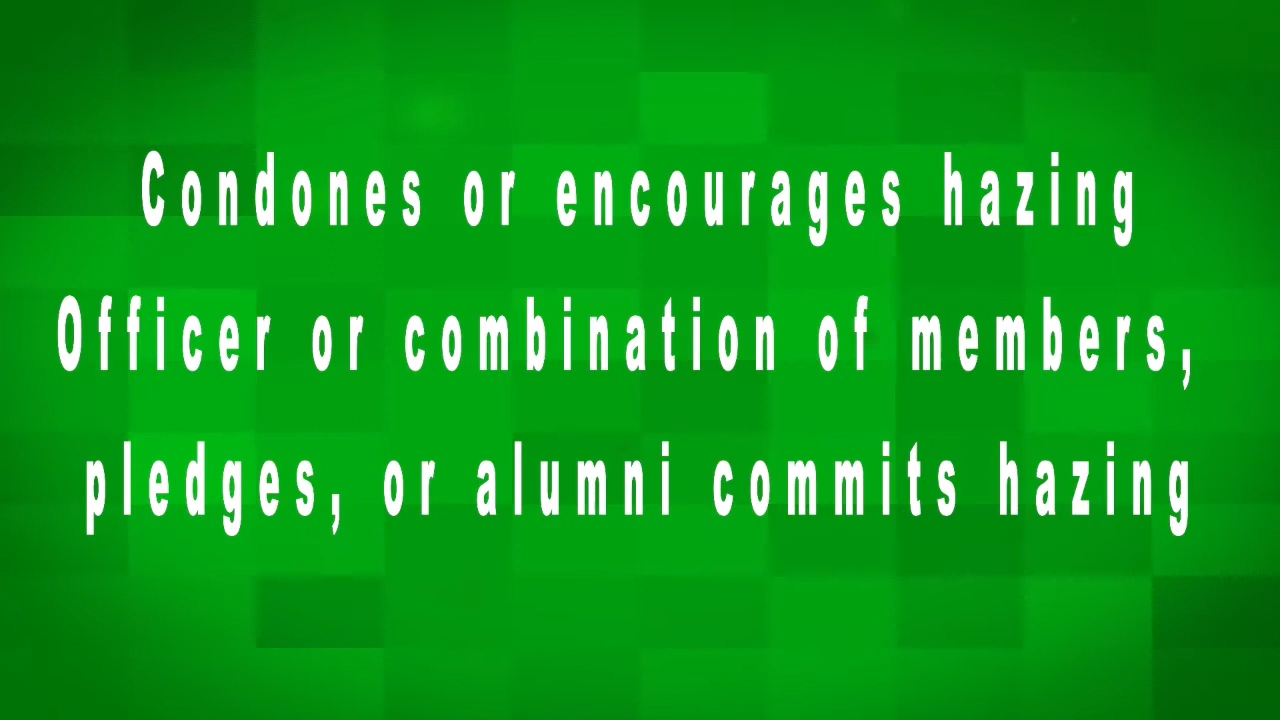 Condones or encourages hazing
Officer or combination of members,
pledges, or alumni commits hazing